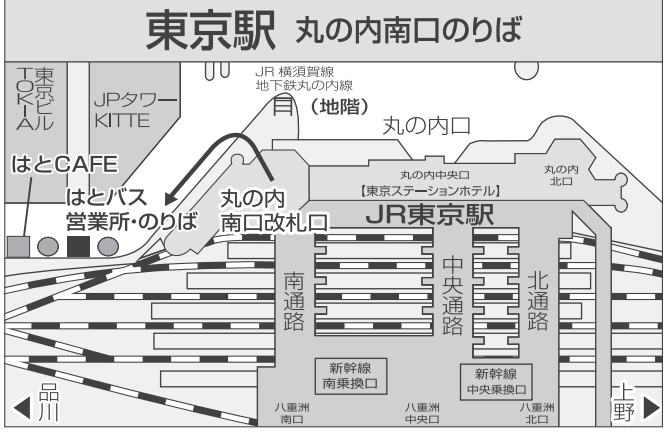 東京駅 丸の内南口のりば
東京ビル
TOKIA
JPタワー
KITTE
JR横須賀線
地下鉄丸の内線
(地階)
丸の内口
はとCAFE
はとバス
営業所・のりば
丸の内
南口改札口
丸の内中央口
【東京ステーションホテル】
丸の内
北口
JR東京駅
南通路
中央通路
北通路
新幹線
南乗換口
新幹線
中央乗換口
品川
八重洲
南口
八重洲
中央口
八重洲
北口
上野